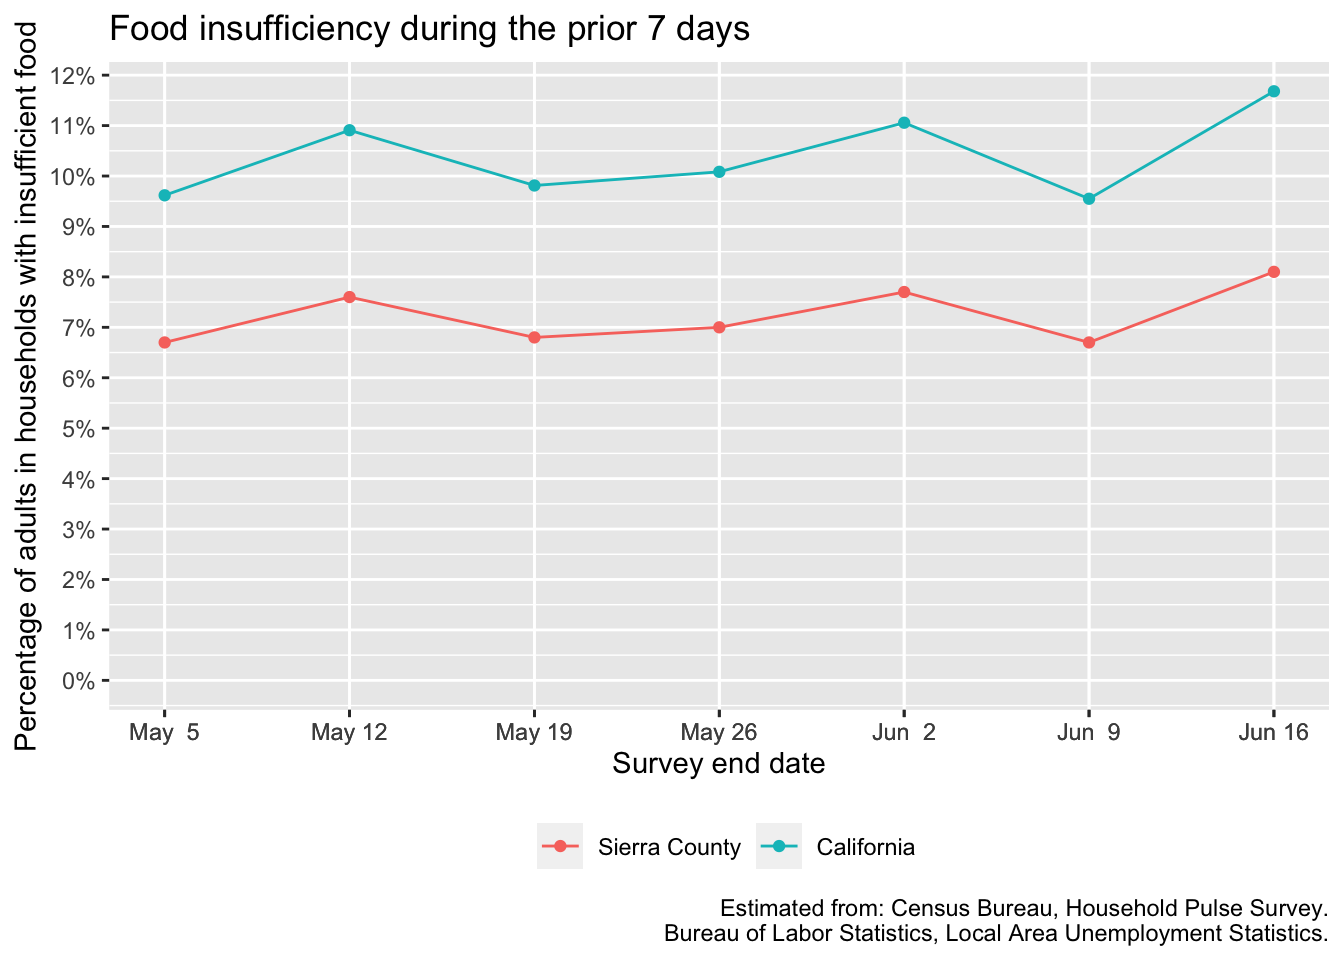 Food insufficiency during the prior 7 days
Percentage of adults in households with insufficient food
12%
11%
10%
9%
8%
7%
6%
5%
4%
3%
2%
1%
0%
May 5 May 12 May 19 May 26 Jun 2 Jun 9 Jun 16
Survey end date
Sierra County California
Estimated from: Census Bureau, Household Pulse Survey.
Bureau of Labor Statistics, Local Area Unemployment Statistics.